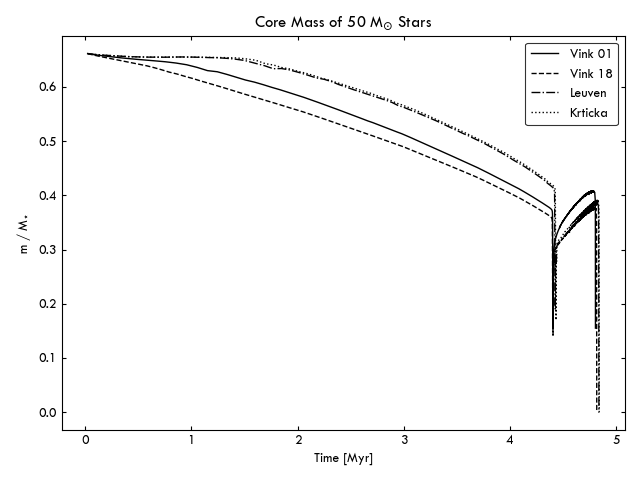 Core Mass of 50 M☉ Stars
Vink 01
Vink 18
Leuven
Krticka
0.6
0.5
0.4
0.3
0.2
0.1
0.0
m / M⋆
0 1 2 3 4 5
Time [Myr]